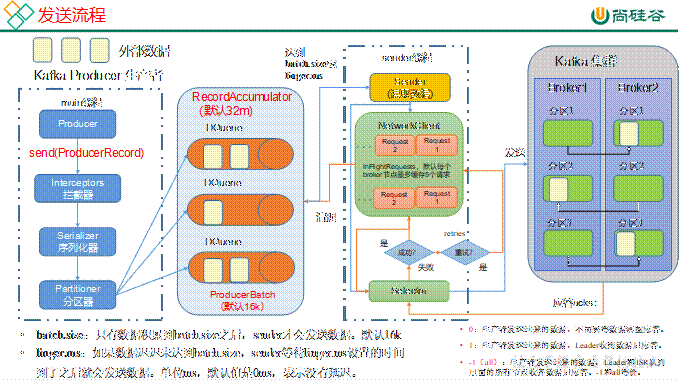 发送流程
尚硅谷
外部数据
Kafka Producer 生产者
main线程
Producer
send(ProducerRecord)
Interceptors
拦截器
Serializer
序列化器
Partitioner
分区器
RecordAccumulator
(默认32m)
DQueue
DQueue
DQueue
ProducerBatch
(默认16k)
达到
batch.size或
linger.ms
sender线程
Sender
(读取数据)
NetworkClient
Request 2
Request 1
InFlightRequests，默认每个
broker节点最多缓存5个请求
Request 2
Request 1
清理
是
成功?
失败
retries
重试?
是
Selector
发送
Kafka 集群
Broker1
Broker2
分区1
分区1
分区2
分区2
分区3
分区3
应答acks：
• batch.size：只有数据积累到batch.size之后，sender才会发送数据。默认16k
• linger.ms：如果数据迟迟未达到batch.size，sender等待linger.ms设置的时间
到了之后就会发送数据。单位ms，默认值是0ms，表示没有延迟。
• 0：生产者发送过来的数据，不需要等数据落盘应答。
• 1：生产者发送过来的数据，Leader收到数据后应答。
• -1（all）：生产者发送过来的数据，Leader和ISR队列
里面的所有节点收齐数据后应答。-1和all等价。